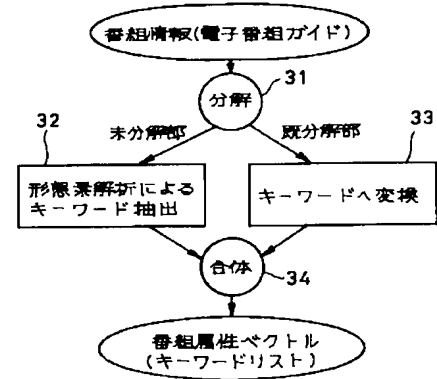 番組情報(電子番組ガイド)
31
分解
32
未分解部
既分解部
33
形態素解析による
キーワード抽出
キーワードへ変換
合体
34
番組属性ベクトル
(キーワードリスト)